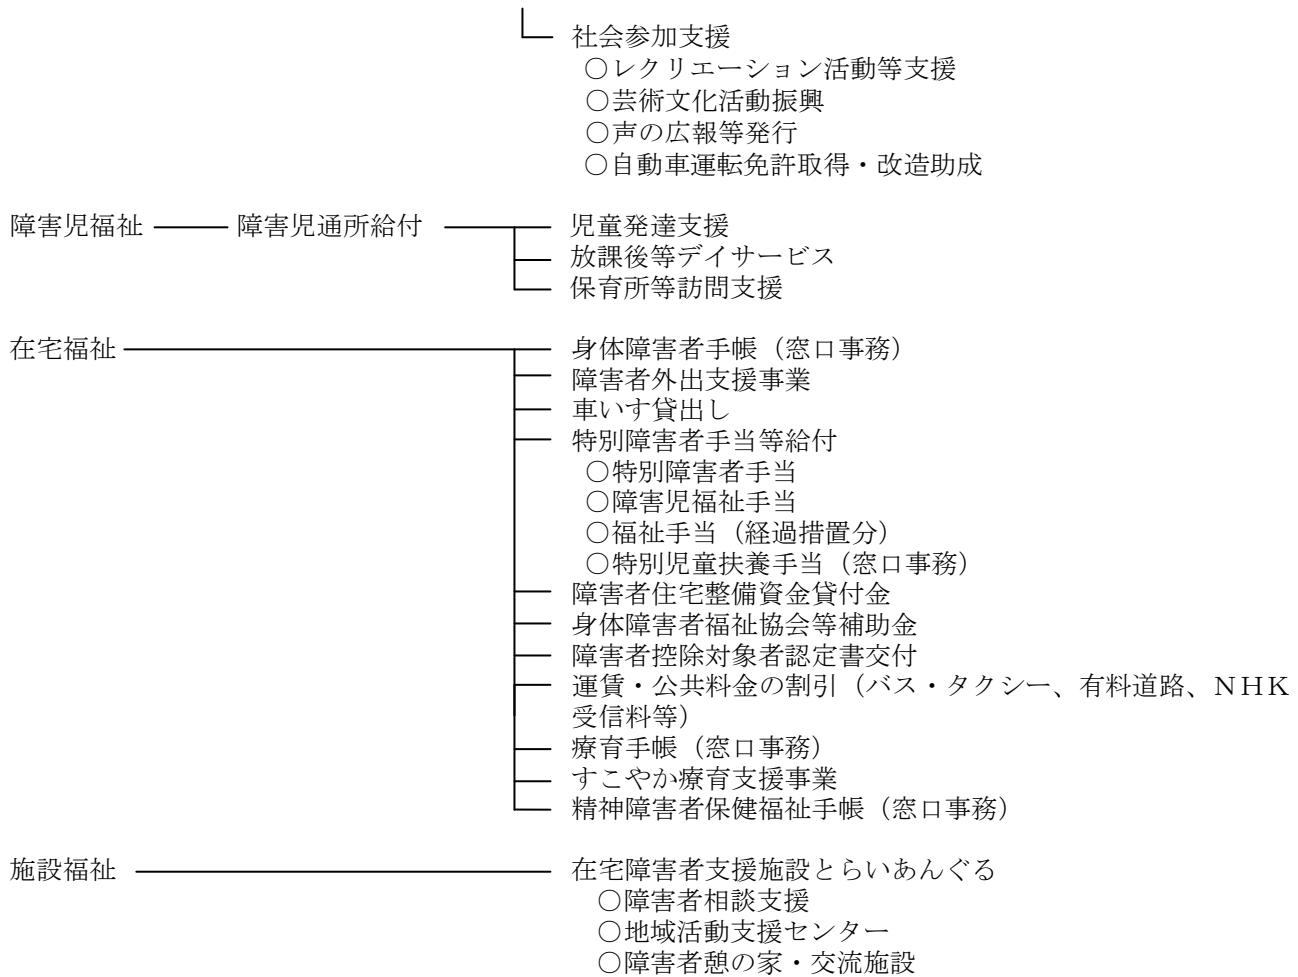 社会参加支援
○レクリエーション活動等支援
○芸術文化活動振興
○声の広報等発行
○自動車運転免許取得・改造助成
障害児福祉 障害児通所給付 児童発達支援
放課後等デイサービス
保育所等訪問支援
在宅福祉 身体障害者手帳（窓口事務）
障害者外出支援事業
車いす貸出し
特別障害者手当等給付
○特別障害者手当
○障害児福祉手当
○福祉手当（経過措置分）
○特別児童扶養手当（窓口事務）
障害者住宅整備資金貸付金
身体障害者福祉協会等補助金
障害者控除対象者認定書交付
運賃・公共料金の割引（バス・タクシー、有料道路、ＮＨＫ
受信料等）
療育手帳（窓口事務）
すこやか療育支援事業
精神障害者保健福祉手帳（窓口事務）
施設福祉 在宅障害者支援施設とらいあんぐる
○障害者相談支援
○地域活動支援センター
○障害者憩の家・交流施設